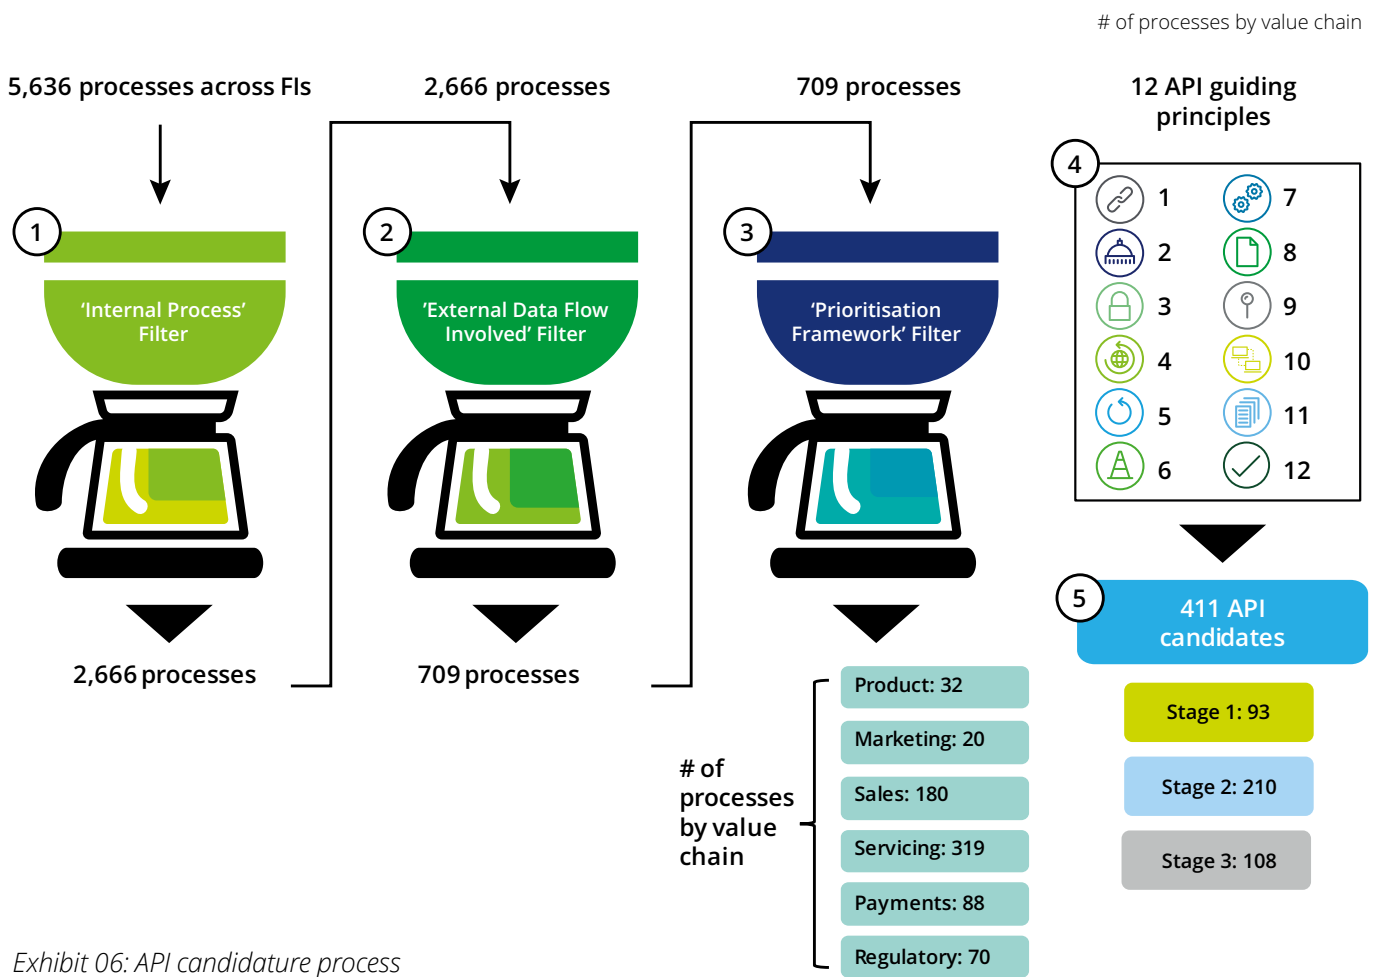 # of processes by value chain
5,636 processes across FIs
2,666 processes
709 processes
12 API guiding
principles
1
‘Internal Process’
Filter
2,666 processes
2
’External Data Flow
Involved’ Filter
709 processes
3
‘Prioritisation
Framework’ Filter
# of
processes
by value
chain
Product: 32
Marketing: 20
Sales: 180
Servicing: 319
Payments: 88
Regulatory: 70
4
1
2
3
4
5
6
7
8
9
10
11
12
5
411 API
candidates
Stage 1: 93
Stage 2: 210
Stage 3: 108
Exhibit 06: API candidature process